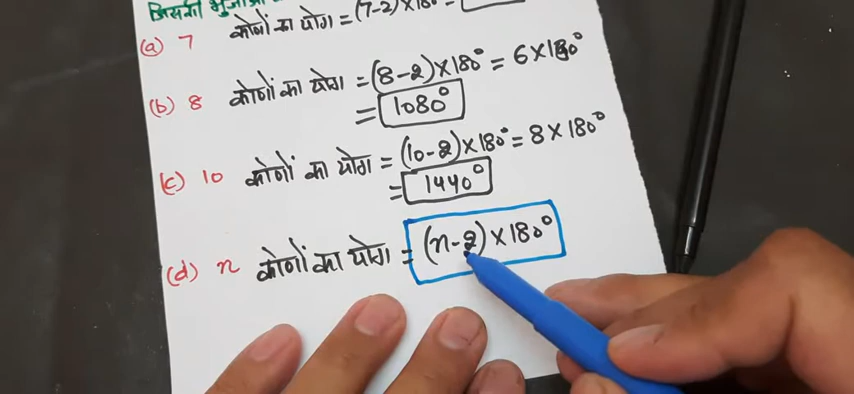 जिसकी भुजाओं
(a) 7 कोणों का योग = (7-2)×180° =
(b) 8 कोणों का योग = (8-2)×180° = 6×180°
= 1080°
(c) 10 कोणों का योग = (10-2)×180° = 8×180°
= 1440°
(d) n कोणों का योग = (n-2)×180°